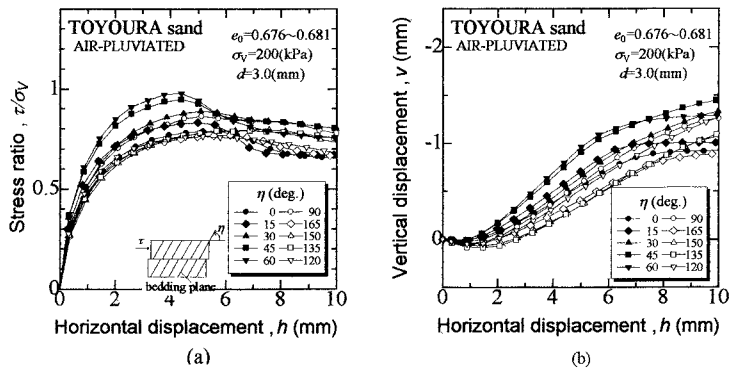 (a)
TOYOURA sand
AIR-PLUVIATED
e0=0.676~0.681
σV=200(kPa)
d=3.0(mm)
Stress ratio , τ/σV
1
0.5
0
η (deg.)
0 90
15 165
30 150
45 135
60 120
τ
η
bedding plane
0 2 4 6 8 10
Horizontal displacement , h (mm)
(a)
TOYOURA sand
AIR-PLUVIATED
e0=0.676~0.681
σV=200(kPa)
d=3.0(mm)
Vertical displacement , v (mm)
-2
-1
0
η (deg.)
0 90
15 165
30 150
45 135
60 120
0 2 4 6 8 10
Horizontal displacement , h (mm)
(b)